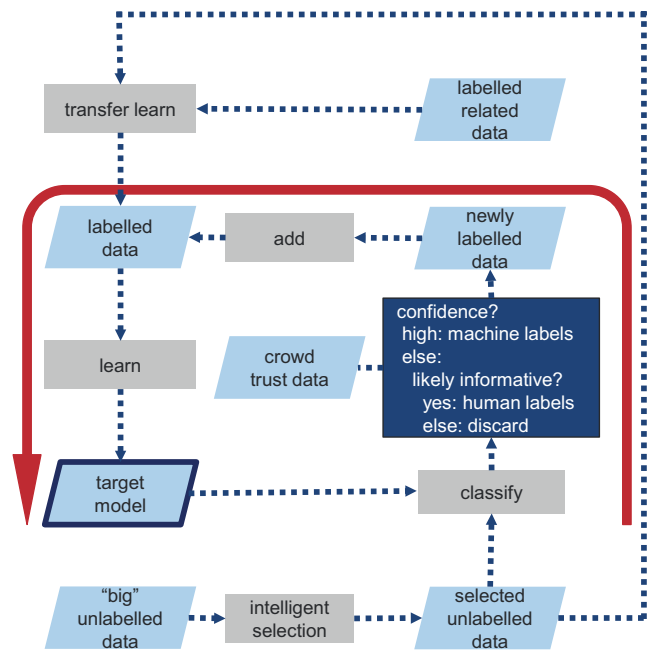 transfer learn
labelled
related
data
labelled
data
add
newly
labelled
data
confidence?
high: machine labels
else:
likely informative?
yes: human labels
else: discard
crowd
trust data
learn
target
model
classify
“big”
unlabelled
data
intelligent
selection
selected
unlabelled
data